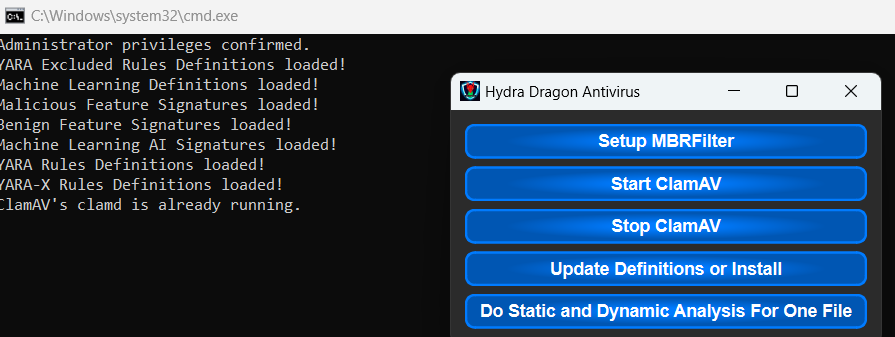 C:\Windows\system32\cmd.exe
Administrator privileges confirmed.
YARA Excluded Rules Definitions loaded!
Machine Learning Definitions loaded!
Malicious Feature Signatures loaded!
Benign Feature Signatures loaded!
Machine Learning AI Signatures loaded!
YARA Rules Definitions loaded!
YARA-X Rules Definitions loaded!
ClamAV's clamd is already running.
Hydra Dragon Antivirus
Setup MBRFilter
Start ClamAV
Stop ClamAV
Update Definitions or Install
Do Static and Dynamic Analysis For One File